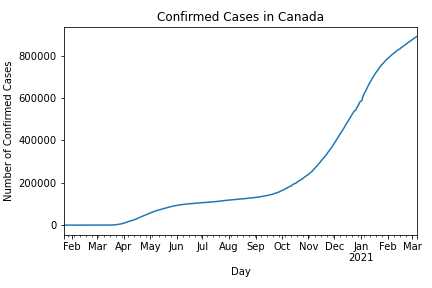 Confirmed Cases in Canada
Number of Confirmed Cases
800000
600000
400000
200000
0
Feb Mar Apr May Jun Jul Aug Sep Oct Nov Dec Jan Feb Mar
2021
Day